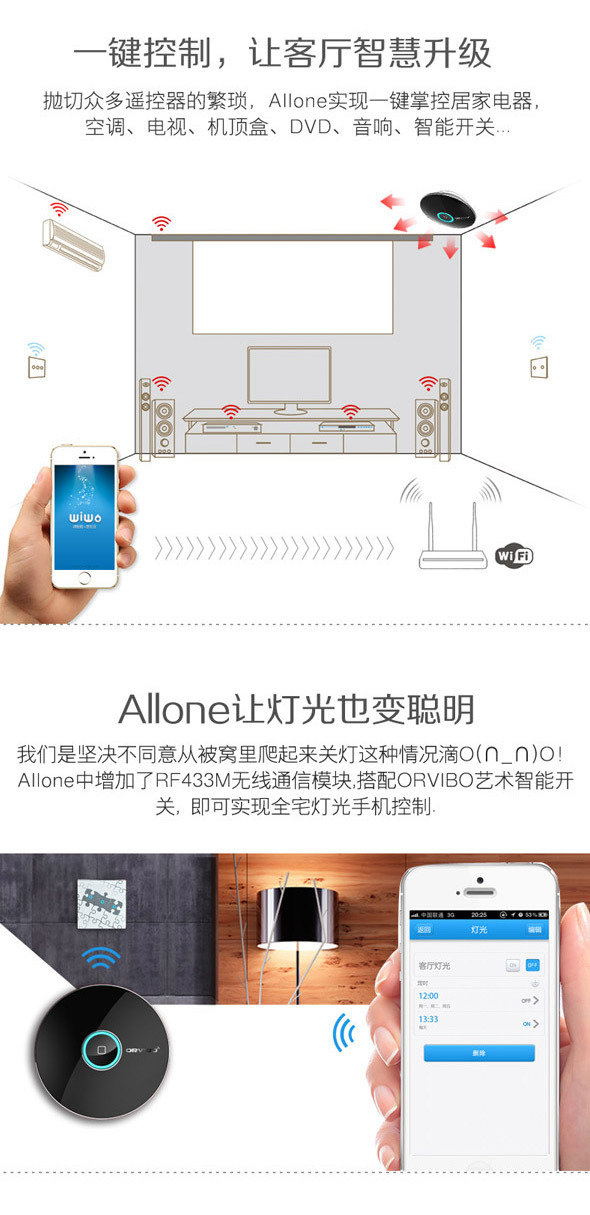 一键控制，让客厅智慧升级
抛切众多遥控器的繁琐，Allone实现一键掌控居家电器，
空调、电视、机顶盒、DVD、音响、智能开关...
wiwo
Wi Fi
Allone让灯光也变聪明
我们是坚决不同意从被窝里爬起来关灯这种情况滴O(∩_∩)O!
Allone中增加了RF433M无线通信模块,搭配ORVIBO艺术智能开
关, 即可实现全宅灯光手机控制.
中国联通 3G 20:25 53%
返回 灯光 编辑
客厅灯光 ON OFF
定时
12:00
OFF
13:33
每天
ON
删除
ORVIBO